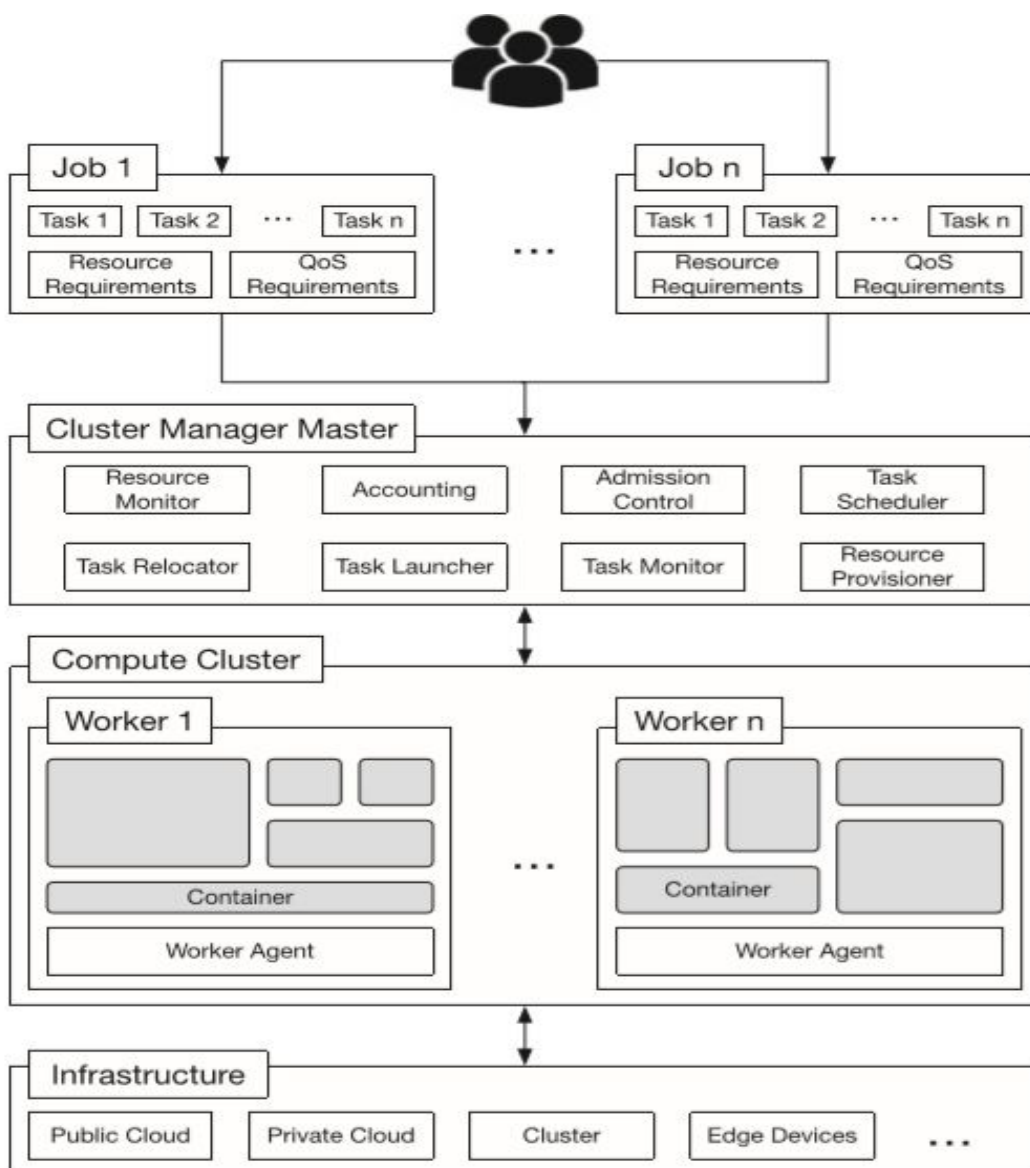 Job 1
Task 1 Task 2 ... Task n
Resource Requirements
QoS Requirements
...
Job n
Task 1 Task 2 ... Task n
Resource Requirements
QoS Requirements
Cluster Manager Master
Resource Monitor
Accounting
Admission Control
Task Scheduler
Task Relocator
Task Launcher
Task Monitor
Resource Provisioner
Compute Cluster
Worker 1
Container
Worker Agent
...
Worker n
Container
Worker Agent
Infrastructure
Public Cloud
Private Cloud
Cluster
Edge Devices
...